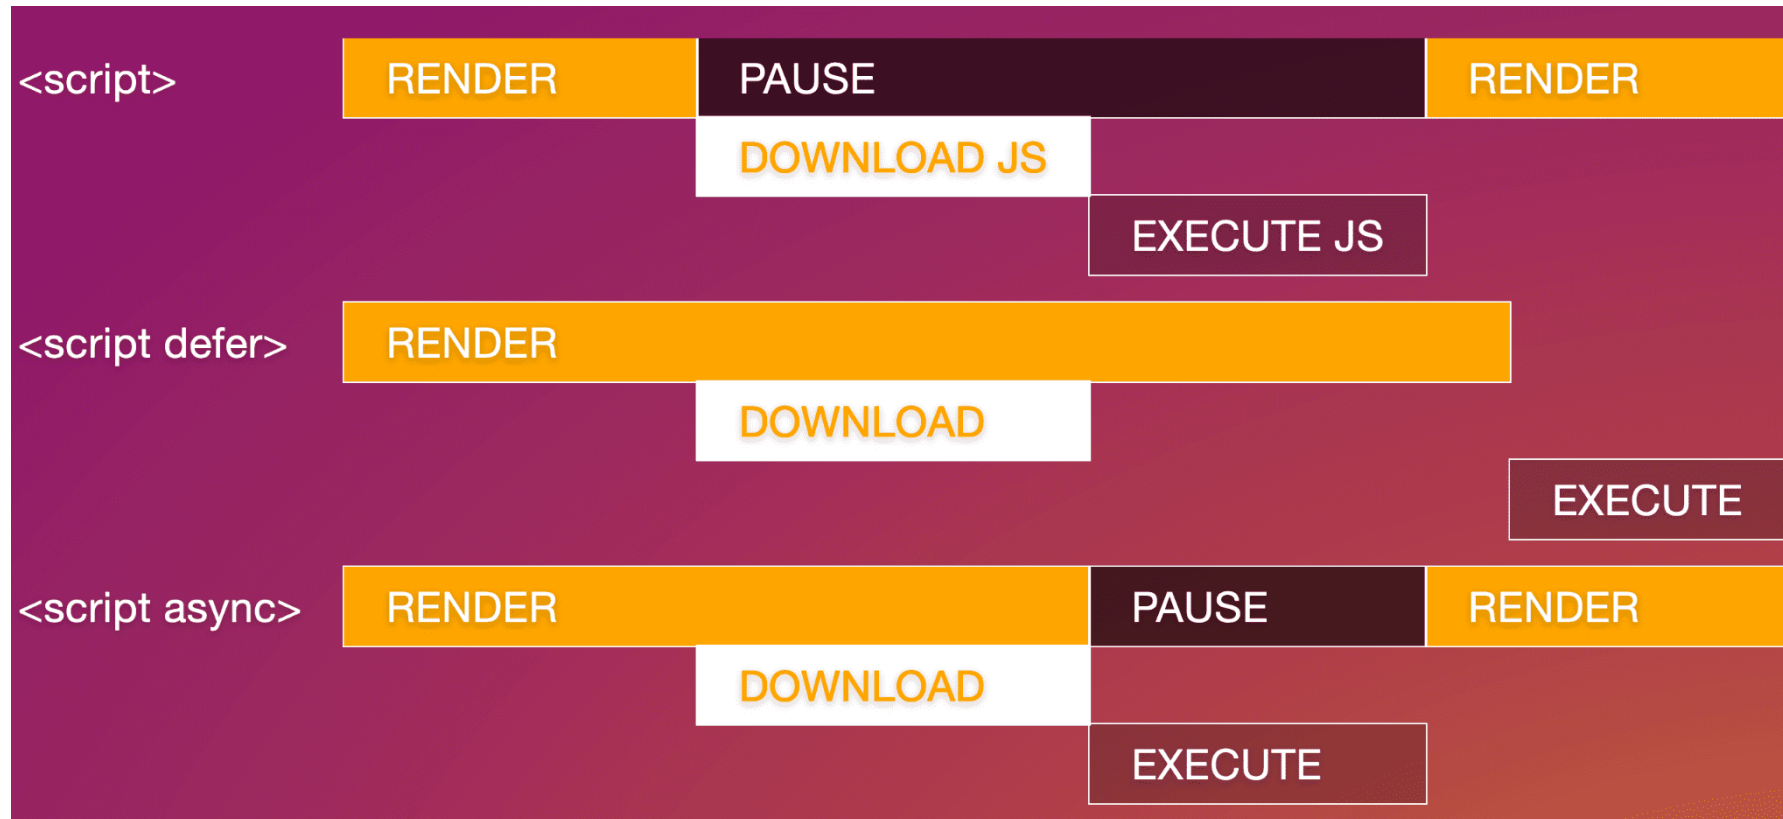 <script> RENDER PAUSE RENDER
DOWNLOAD JS
EXECUTE JS
<script defer> RENDER
DOWNLOAD
EXECUTE
<script async> RENDER PAUSE RENDER
DOWNLOAD
EXECUTE